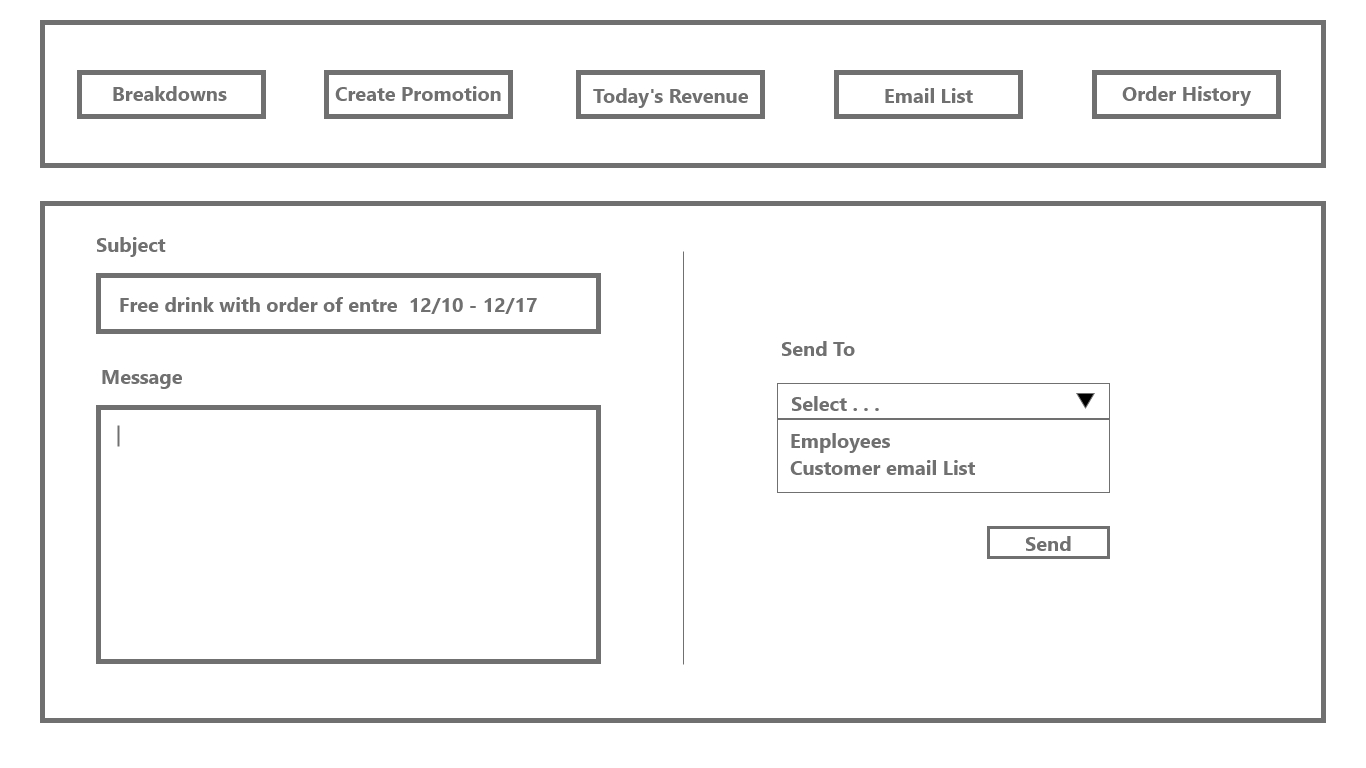 Breakdowns
Create Promotion
Today's Revenue
Email List
Order History
Subject
Free drink with order of entre 12/10 - 12/17
Message
Send To
Select . . .
Employees
Customer email List
Send